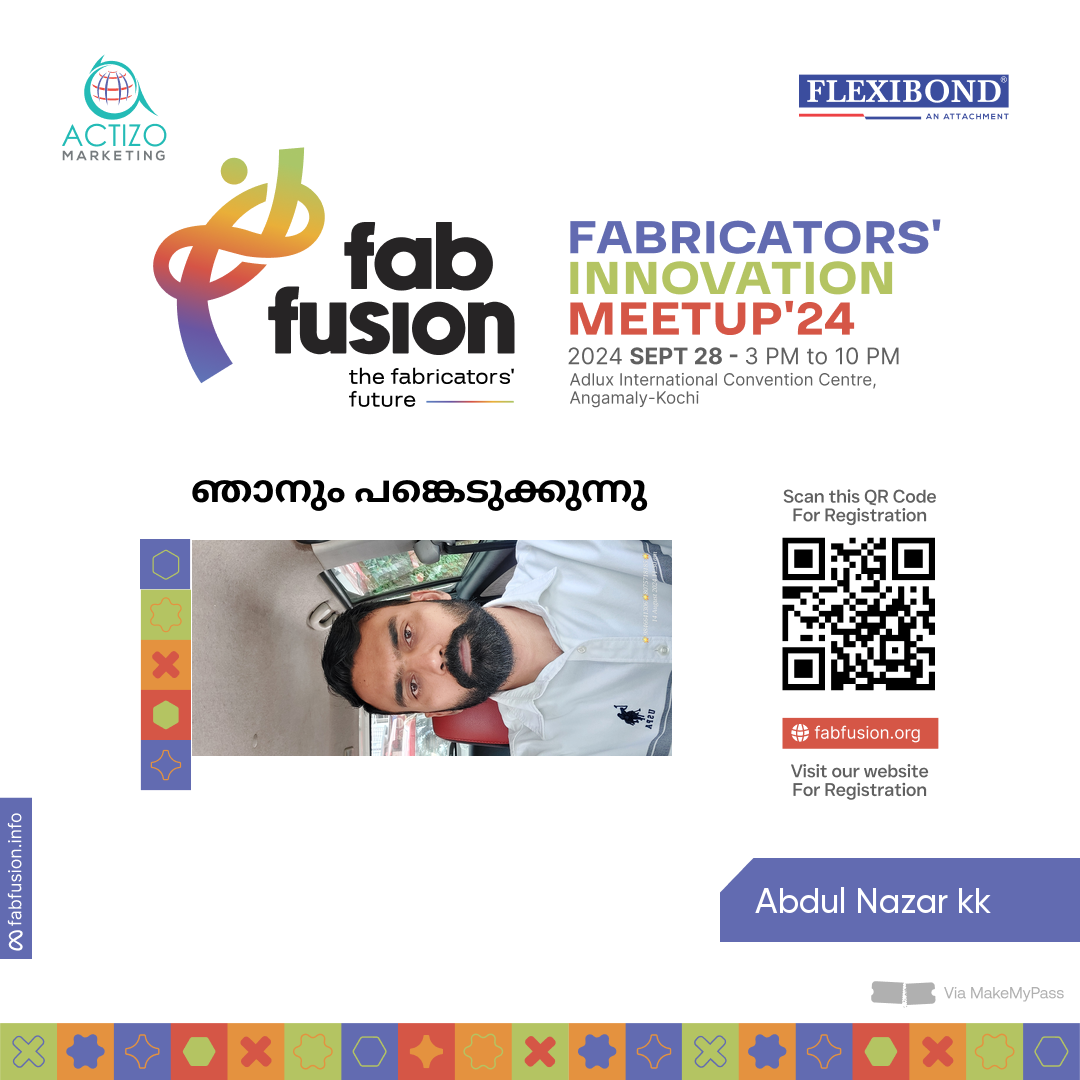 ACTIZO
MARKETING
FLEXIBOND®
AN ATTACHMENT
fab
fusion
the fabricators'
future
FABRICATORS'
INNOVATION
MEETUP'24
2024 SEPT 28 - 3 PM to 10 PM
Adlux International Convention Centre,
Angamaly-Kochi
ഞാനും പങ്കെടുക്കുന്നു
Scan this QR Code
For Registration
USPA
fabfusion.org
Visit our website
For Registration
fabfusion.info
Abdul Nazar kk
Via MakeMyPass